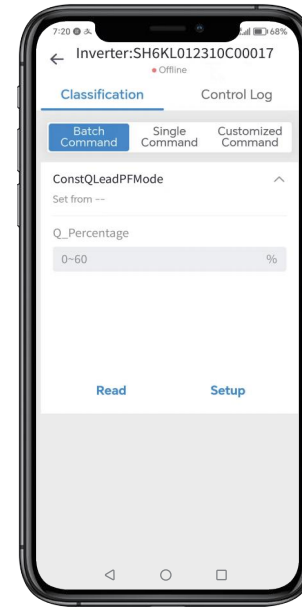 7:20
68%
Inverter:SH6KL012310C00017
Offline
Classification
Control Log
Batch
Command
Single
Command
Customized
Command
ConstQLeadPFMode
Set from --
Q_Percentage
0~60
%
Read
Setup